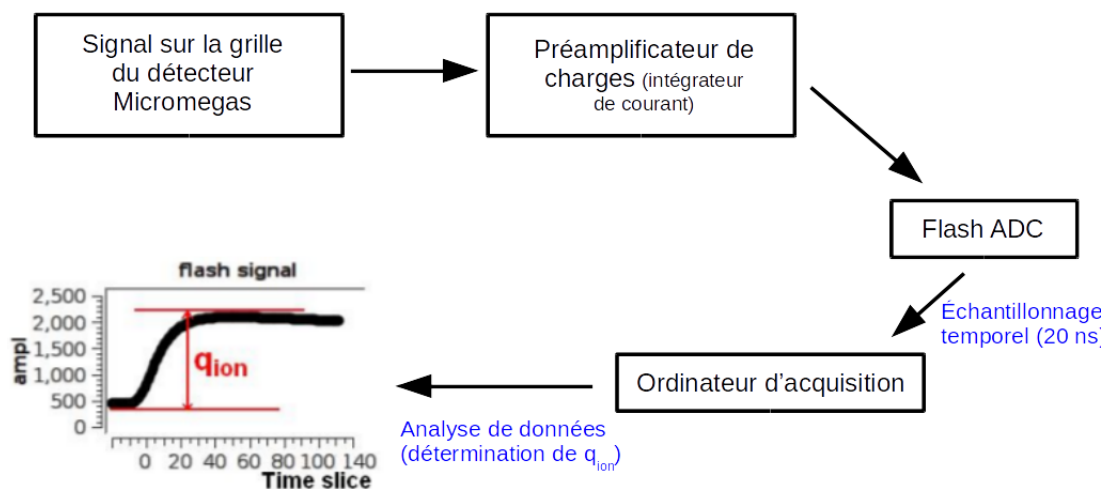 Signal sur la grille
du détecteur
Micromegas
Préamplificateur de
charges (intégrateur
de courant)
Flash ADC
Échantillonnage
temporel (20 ns)
Ordinateur d’acquisition
Analyse de données
(détermination de qion)
flash signal
ampl
2,500
2,000
1,500
1,000
500
0
qion
0 20 40 60 80 100 120 140
Time slice